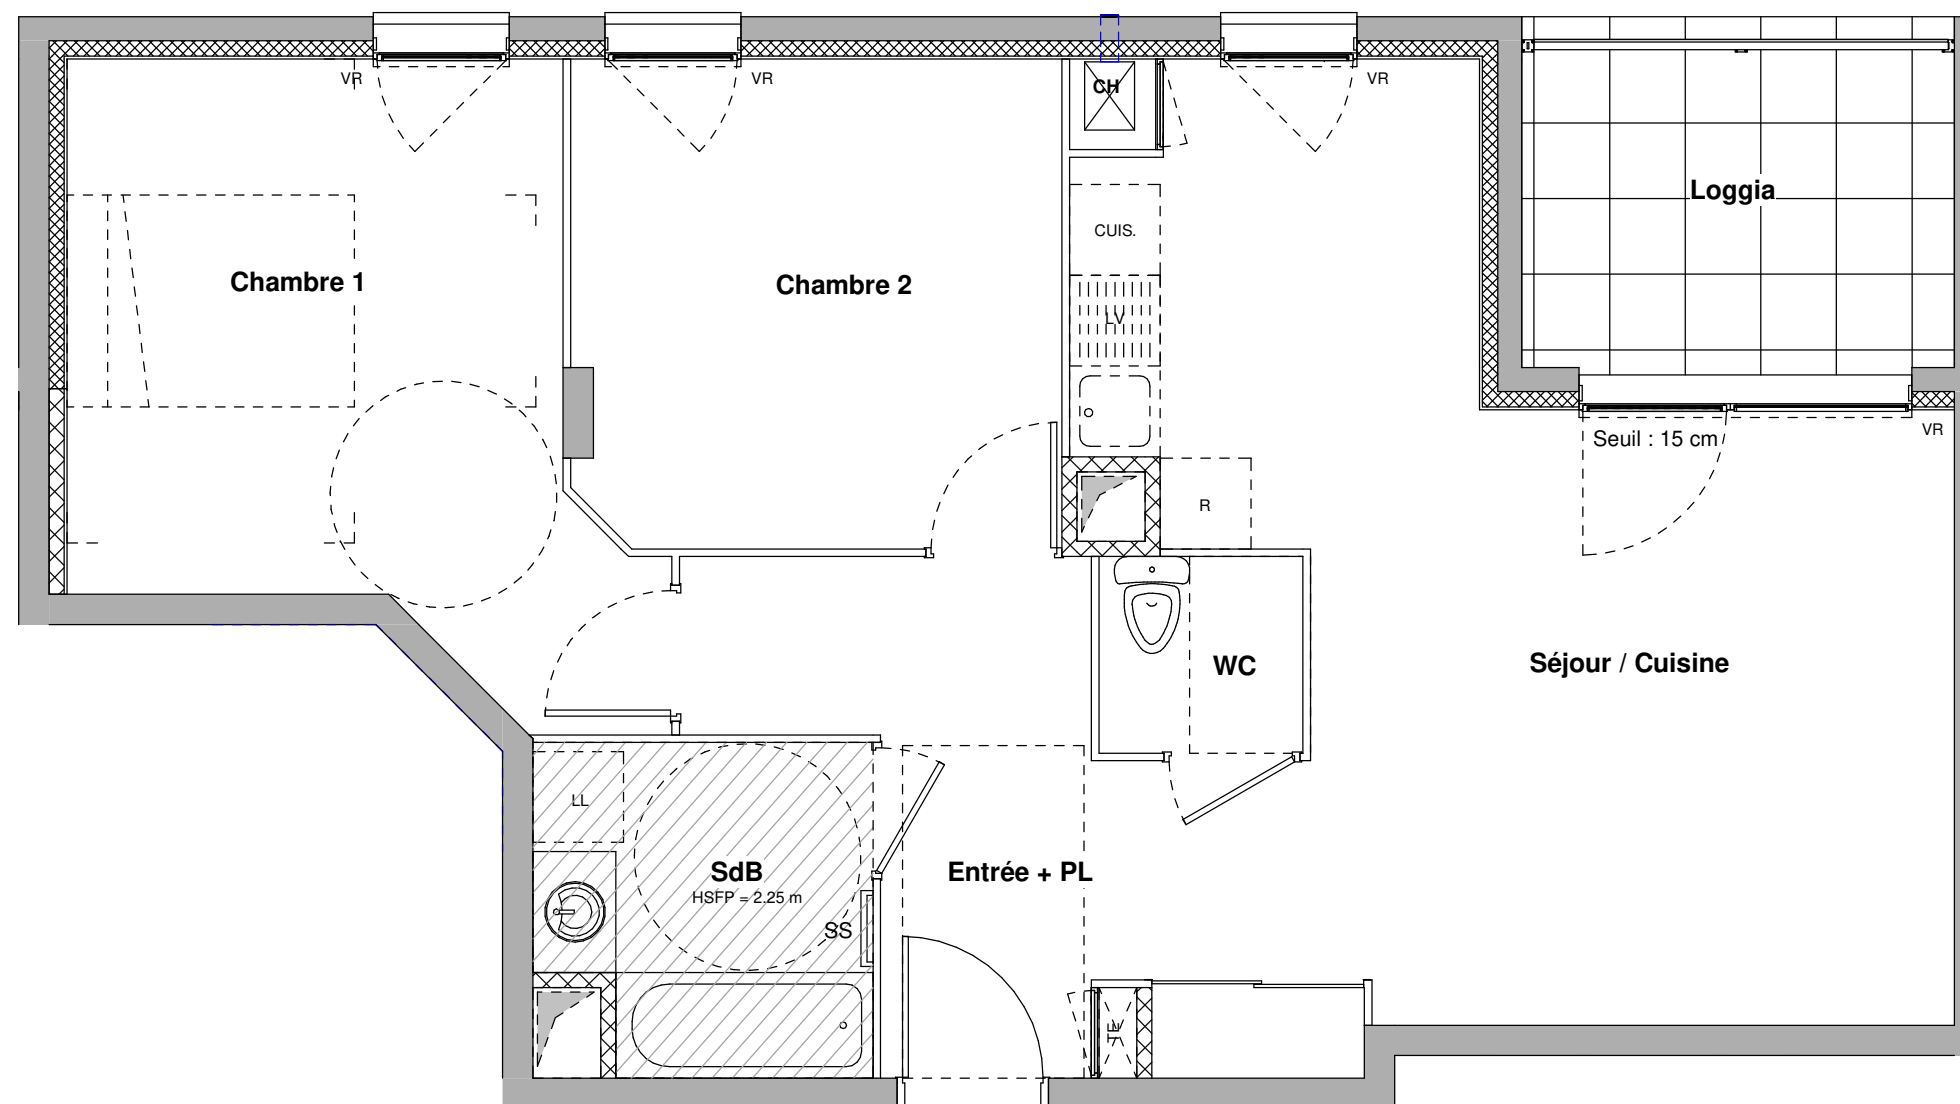 VR
VR
CH
VR
Loggia
CUIS.
Chambre 1
Chambre 2
LV
VR
Seuil : 15 cm
R
WC
Séjour / Cuisine
LL
SdB
HSFP = 2.25 m
Entrée + PL
SS
TE